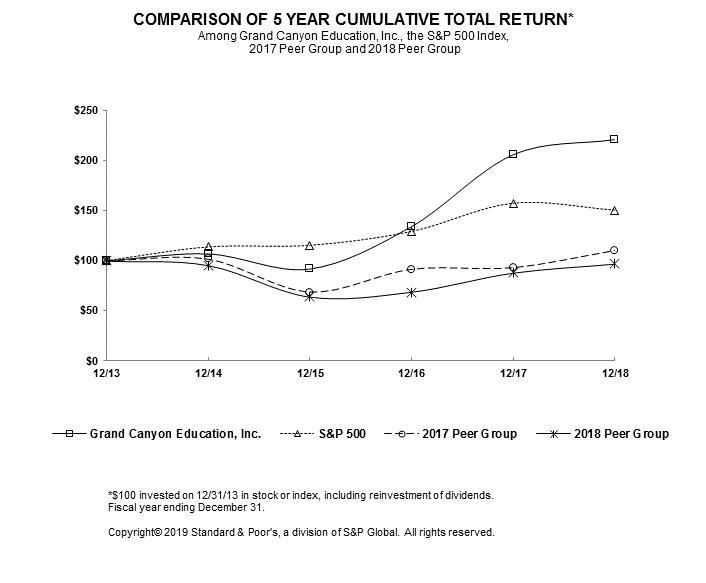 COMPARISON OF 5 YEAR CUMULATIVE TOTAL RETURN*
Among Grand Canyon Education, Inc., the S&P 500 Index,
2017 Peer Group and 2018 Peer Group
$250
$200
$150
$100
$50
$0
12/13 12/14 12/15 12/16 12/17 12/18
Grand Canyon Education, Inc. S&P 500 2017 Peer Group 2018 Peer Group
*$100 invested on 12/31/13 in stock or index, including reinvestment of dividends.
Fiscal year ending December 31.
Copyright© 2019 Standard & Poor's, a division of S&P Global. All rights reserved.